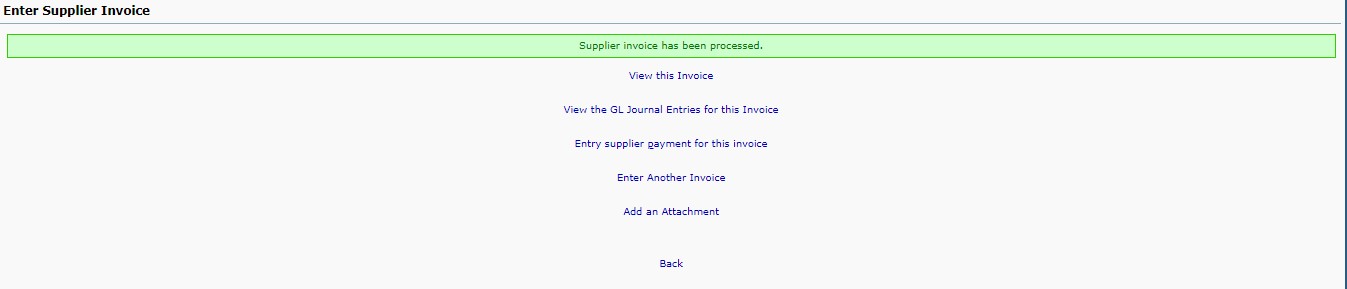 Enter Supplier Invoice
Supplier invoice has been processed.
View this Invoice
View the GL Journal Entries for this Invoice
Entry supplier payment for this invoice
Enter Another Invoice
Add an Attachment
Back